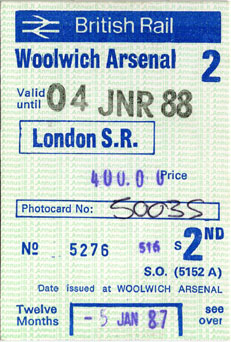 British Rail
Woolwich Arsenal 2
Valid until 04 JNR 88
London S.R.
400.00 Price
Photocard No: 50035
No 5276 516 S 2ND
S.O. (5152 A)
Date issued at WOOLWICH ARSENAL
Twelve Months - 5 JAN 87 see over